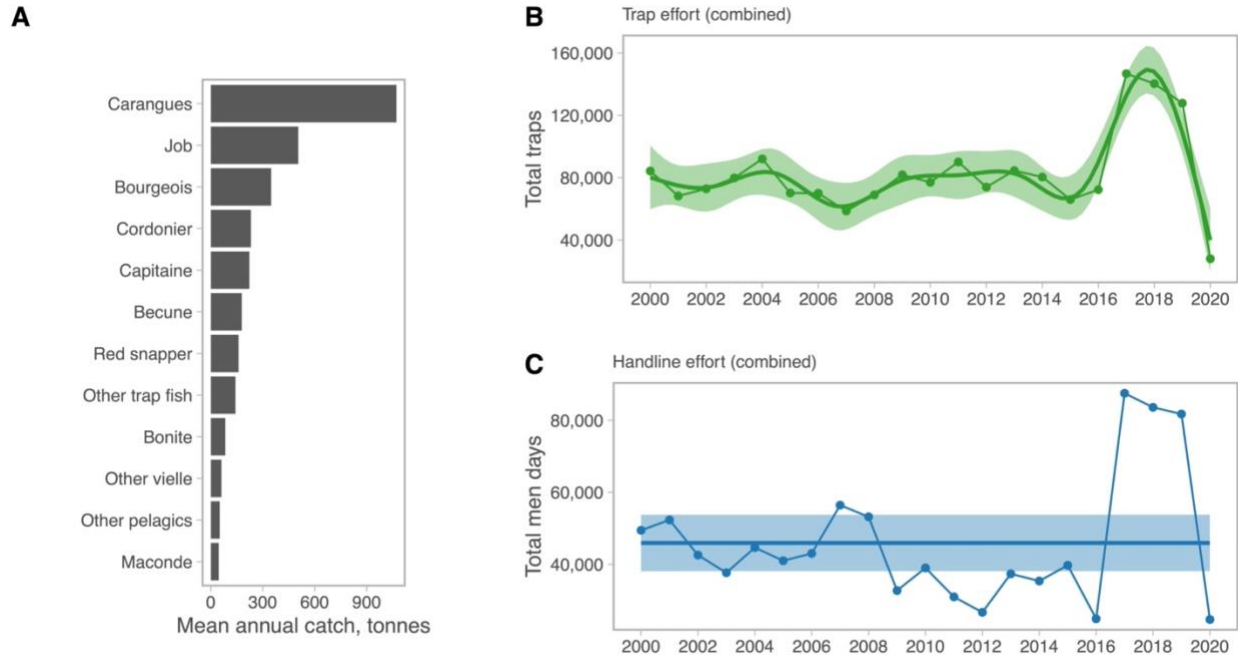 A
Carangues
Job
Bourgeois
Cordonier
Capitaine
Becune
Red snapper
Other trap fish
Bonite
Other vielle
Other pelagics
Maconde
0 300 600 900
Mean annual catch, tonnes
B
Trap effort (combined)
Total traps
160,000
120,000
80,000
40,000
2000 2002 2004 2006 2008 2010 2012 2014 2016 2018 2020
C
Handline effort (combined)
Total men days
80,000
60,000
40,000
2000 2002 2004 2006 2008 2010 2012 2014 2016 2018 2020